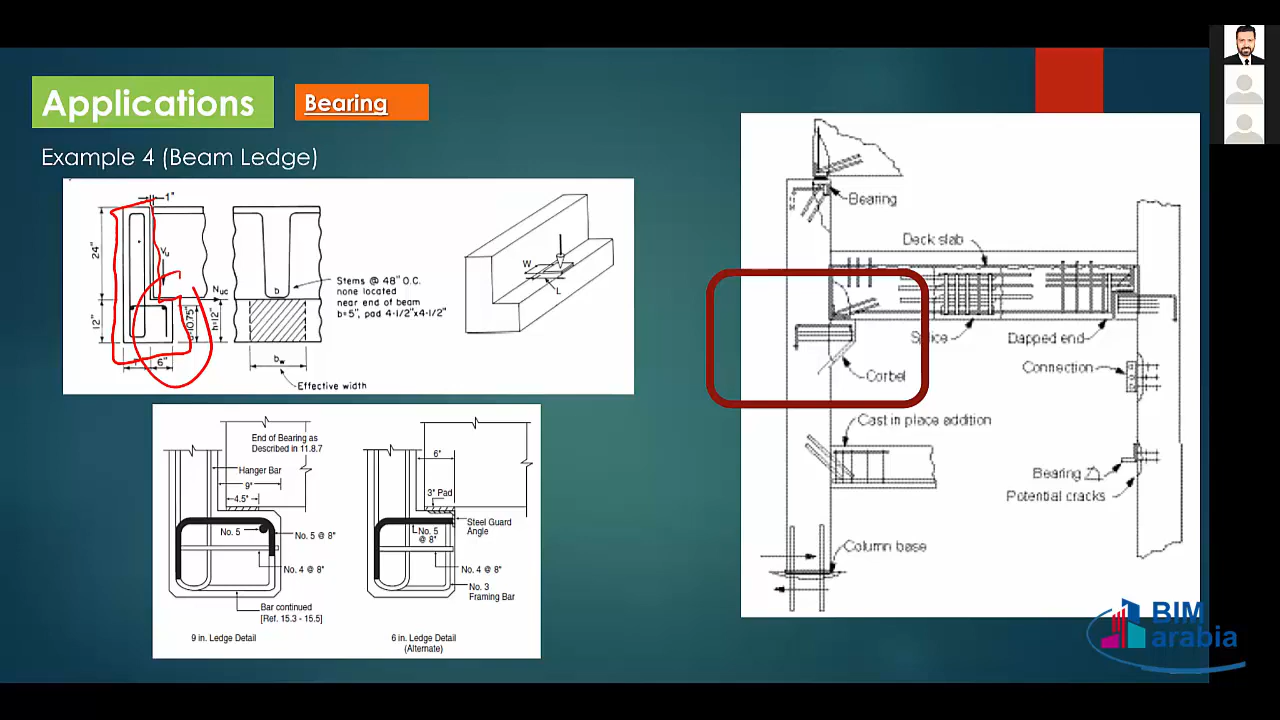 Applications
Bearing
Example 4 (Beam Ledge)
1"
24"
12"
Vu
Nuc
h=12"
6"
b
bw
Effective width
Stems @ 48" O.C.
none located
near end of beam
b=5", pad 4-1/2"x4-1/2"
W
L
End of Bearing as
Described in 11.8.7
Hanger Bar
9"
4.5"
No. 5
No. 5 @ 8"
No. 4 @ 8"
Bar continued
[Ref. 15.3 - 15.5]
9 in. Ledge Detail
6"
3" Pad
Steel Guard
Angle
No. 5
@ 8"
No. 4 @ 8"
No. 3
Framing Bar
6 in. Ledge Detail
(Alternate)
Bearing
Deck slab
Dapped end
Corbel
Connection
Cast in place addition
Bearing
Potential cracks
Column base
BIM
arabia